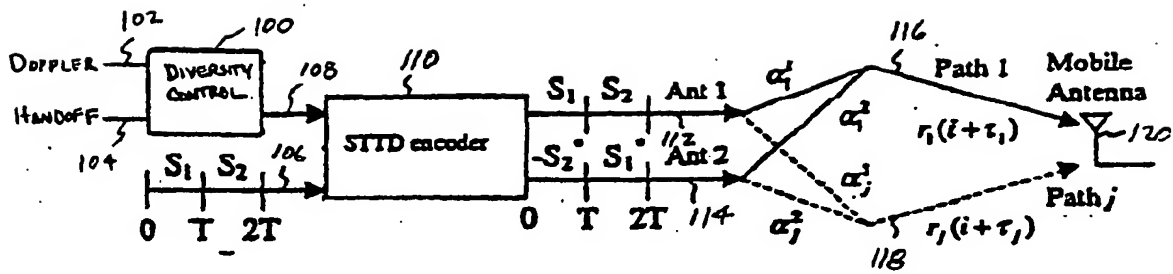 102
100
DOPPLER
DIVERSITY
CONTROL
108
HANDOFF
104
S₁ S₂ 106
0 T 2T
110
STTD encoder
S₁ S₂ Ant 1
112
-S₂* S₁* Ant 2
0 T 2T 114
α₁¹
α₁²
αⱼ¹
αⱼ²
116
Path 1
r₁(i + τ₁)
Mobile
Antenna
120
Path j
rⱼ(i + τⱼ)
118